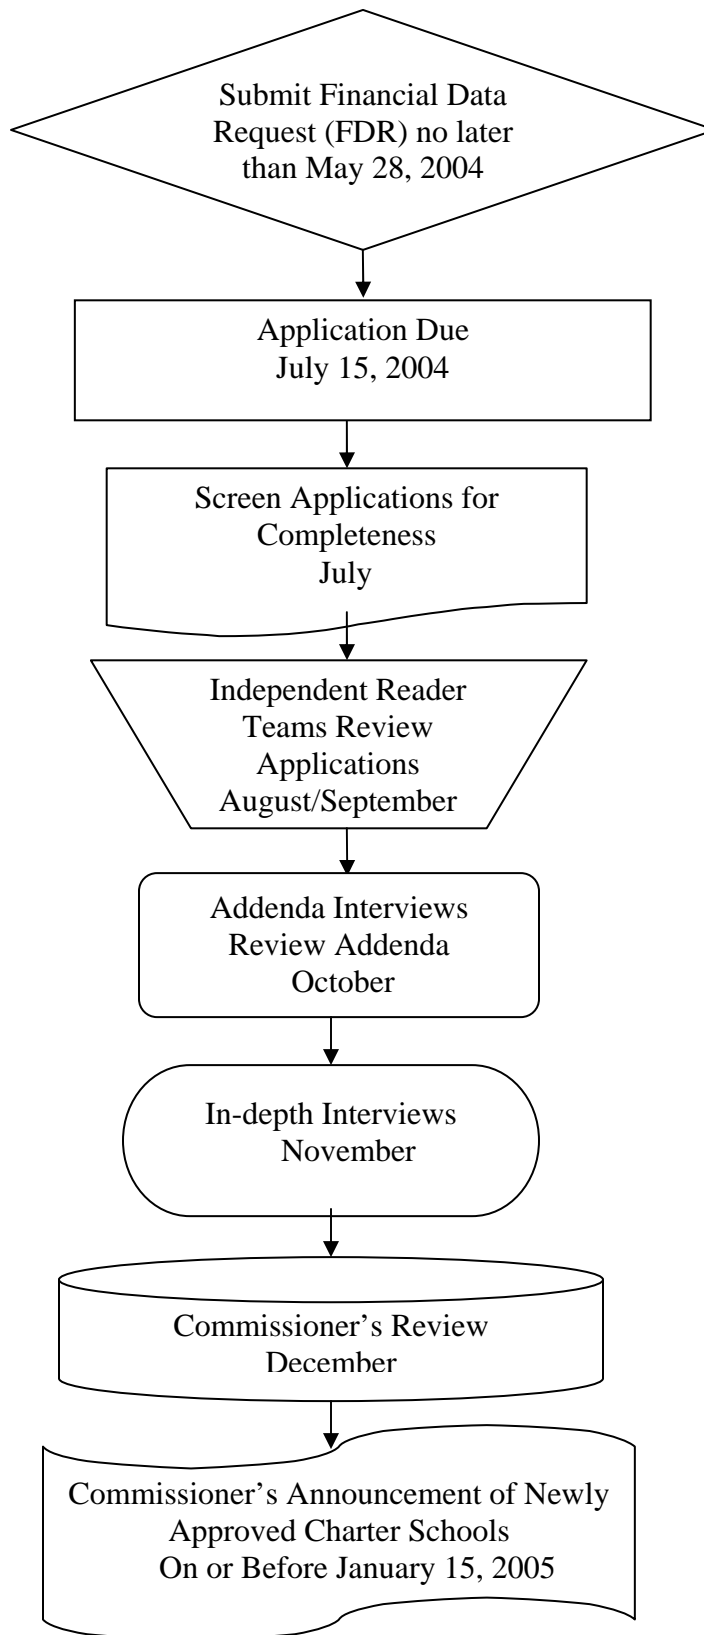 Submit Financial Data
Request (FDR) no later
than May 28, 2004
Application Due
July 15, 2004
Screen Applications for
Completeness
July
Independent Reader
Teams Review
Applications
August/September
Addenda Interviews
Review Addenda
October
In-depth Interviews
November
Commissioner’s Review
December
Commissioner’s Announcement of Newly
Approved Charter Schools
On or Before January 15, 2005